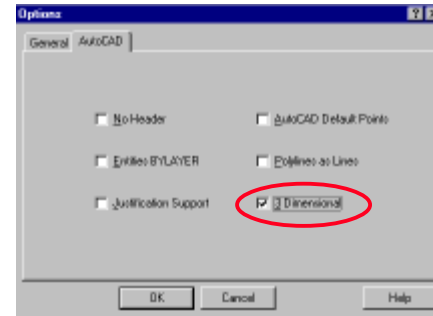 Options
General AutoCAD
No Header AutoCAD Default Points
Entities BYLAYER Polylines as Lines
Justification Support 3 Dimensional
OK Cancel Help